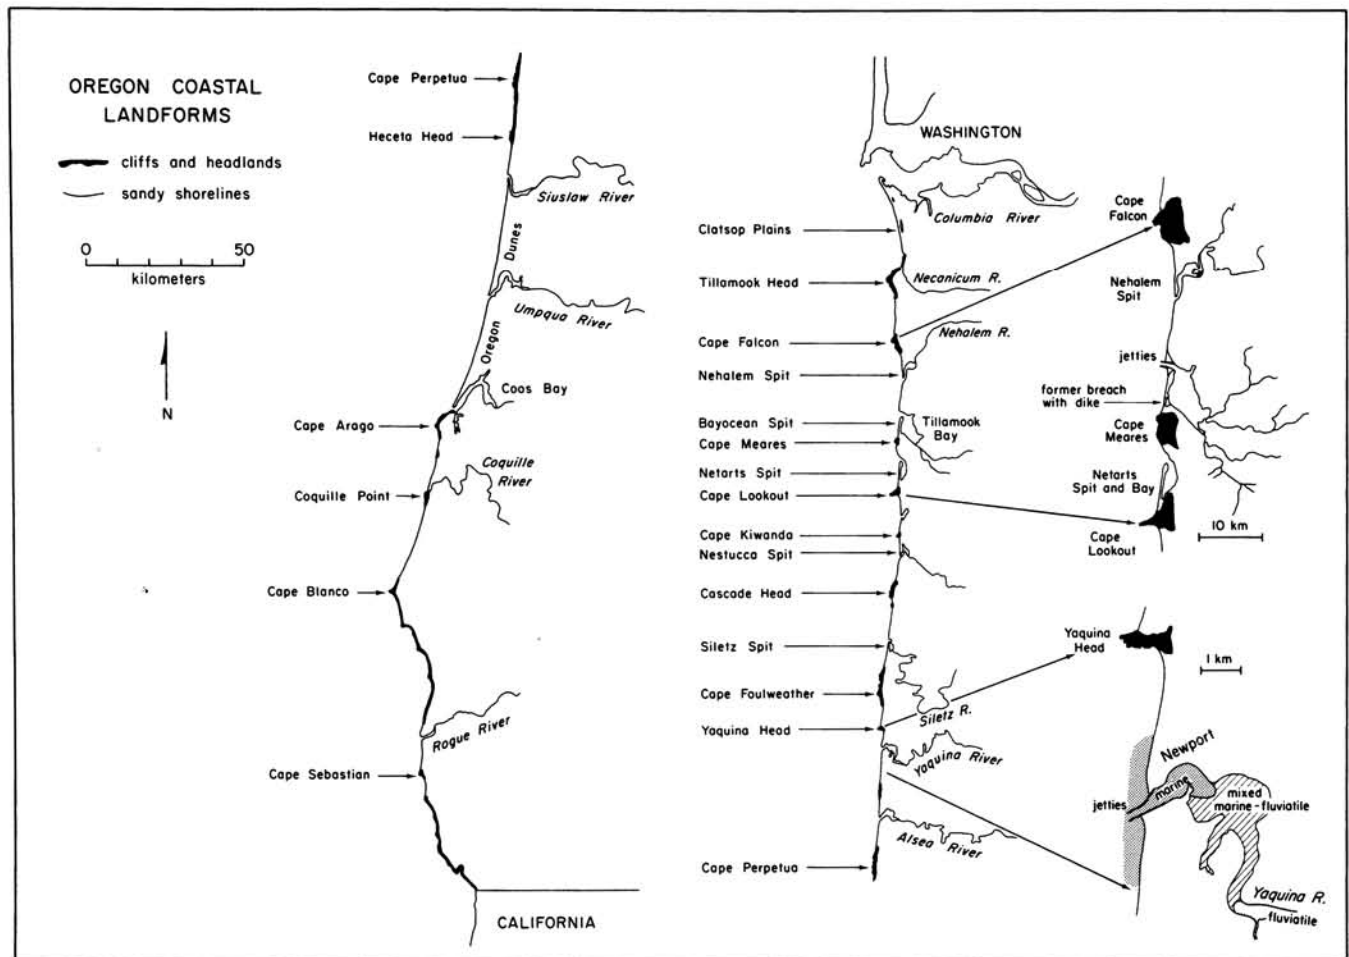 OREGON COASTAL
LANDFORMS
cliffs and headlands
sandy shorelines
0 50
kilometers
N
Cape Perpetua
Heceta Head
Siuslaw River
Dunes
Umpqua River
Oregon
Coos Bay
Cape Arago
Coquille
River
Coquille Point
Cape Blanco
Rogue River
Cape Sebastian
CALIFORNIA
WASHINGTON
Columbia River
Clatsop Plains
Necanicum R.
Tillamook Head
Nehalem R.
Cape Falcon
Nehalem Spit
Bayocean Spit
Tillamook
Bay
Cape Meares
Netarts Spit
Cape Lookout
Cape Kiwanda
Nestucca Spit
Cascade Head
Siletz Spit
Cape Foulweather
Siletz R.
Yaquina Head
Yaquina River
Alsea River
Cape Perpetua
Cape
Falcon
Nehalem
Spit
jetties
former breach
with dike
Cape
Meares
Netarts
Spit and Bay
10 km
Cape
Lookout
Yaquina
Head
1 km
Newport
marine
jetties
mixed
marine-fluviatile
Yaquina R.
fluviatile